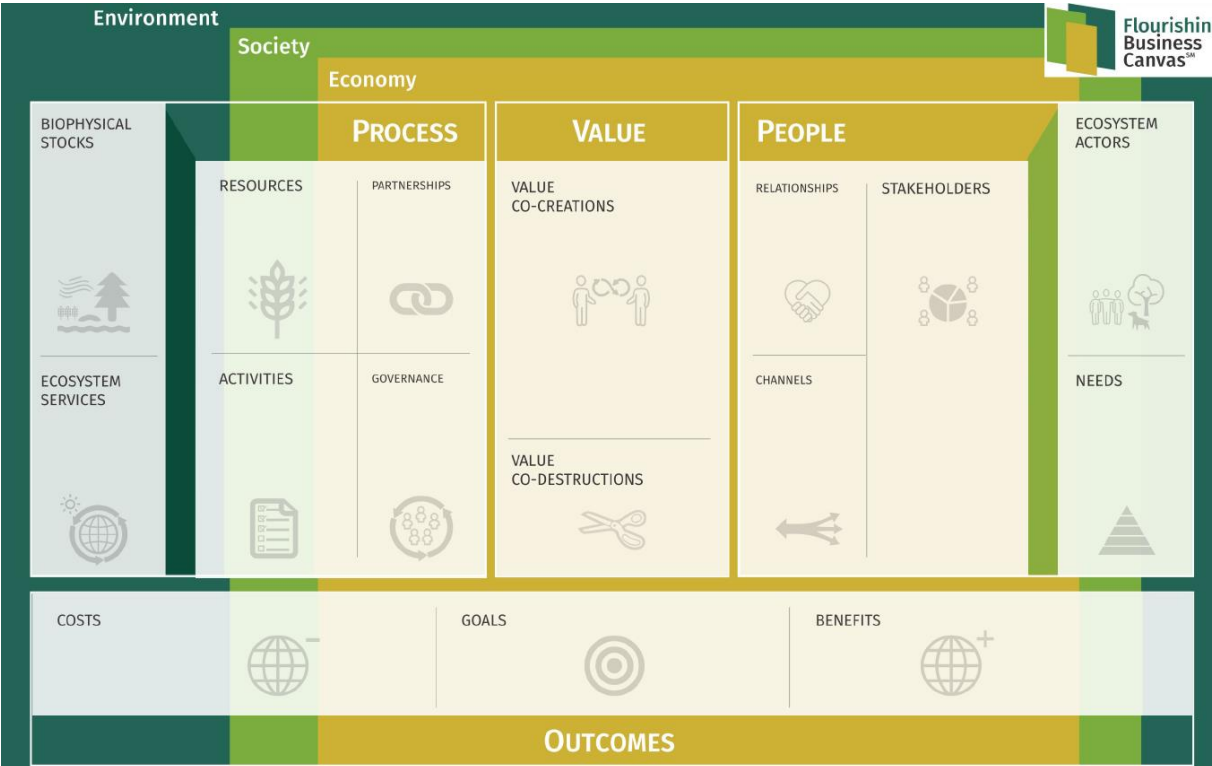 Environment
Society
Economy
Flourishin
Business
Canvas℠
BIOPHYSICAL
STOCKS
PROCESS
VALUE
PEOPLE
ECOSYSTEM
ACTORS
RESOURCES
PARTNERSHIPS
VALUE
CO-CREATIONS
RELATIONSHIPS
STAKEHOLDERS
ECOSYSTEM
SERVICES
ACTIVITIES
GOVERNANCE
VALUE
CO-DESTRUCTIONS
CHANNELS
NEEDS
COSTS
GOALS
BENEFITS
OUTCOMES